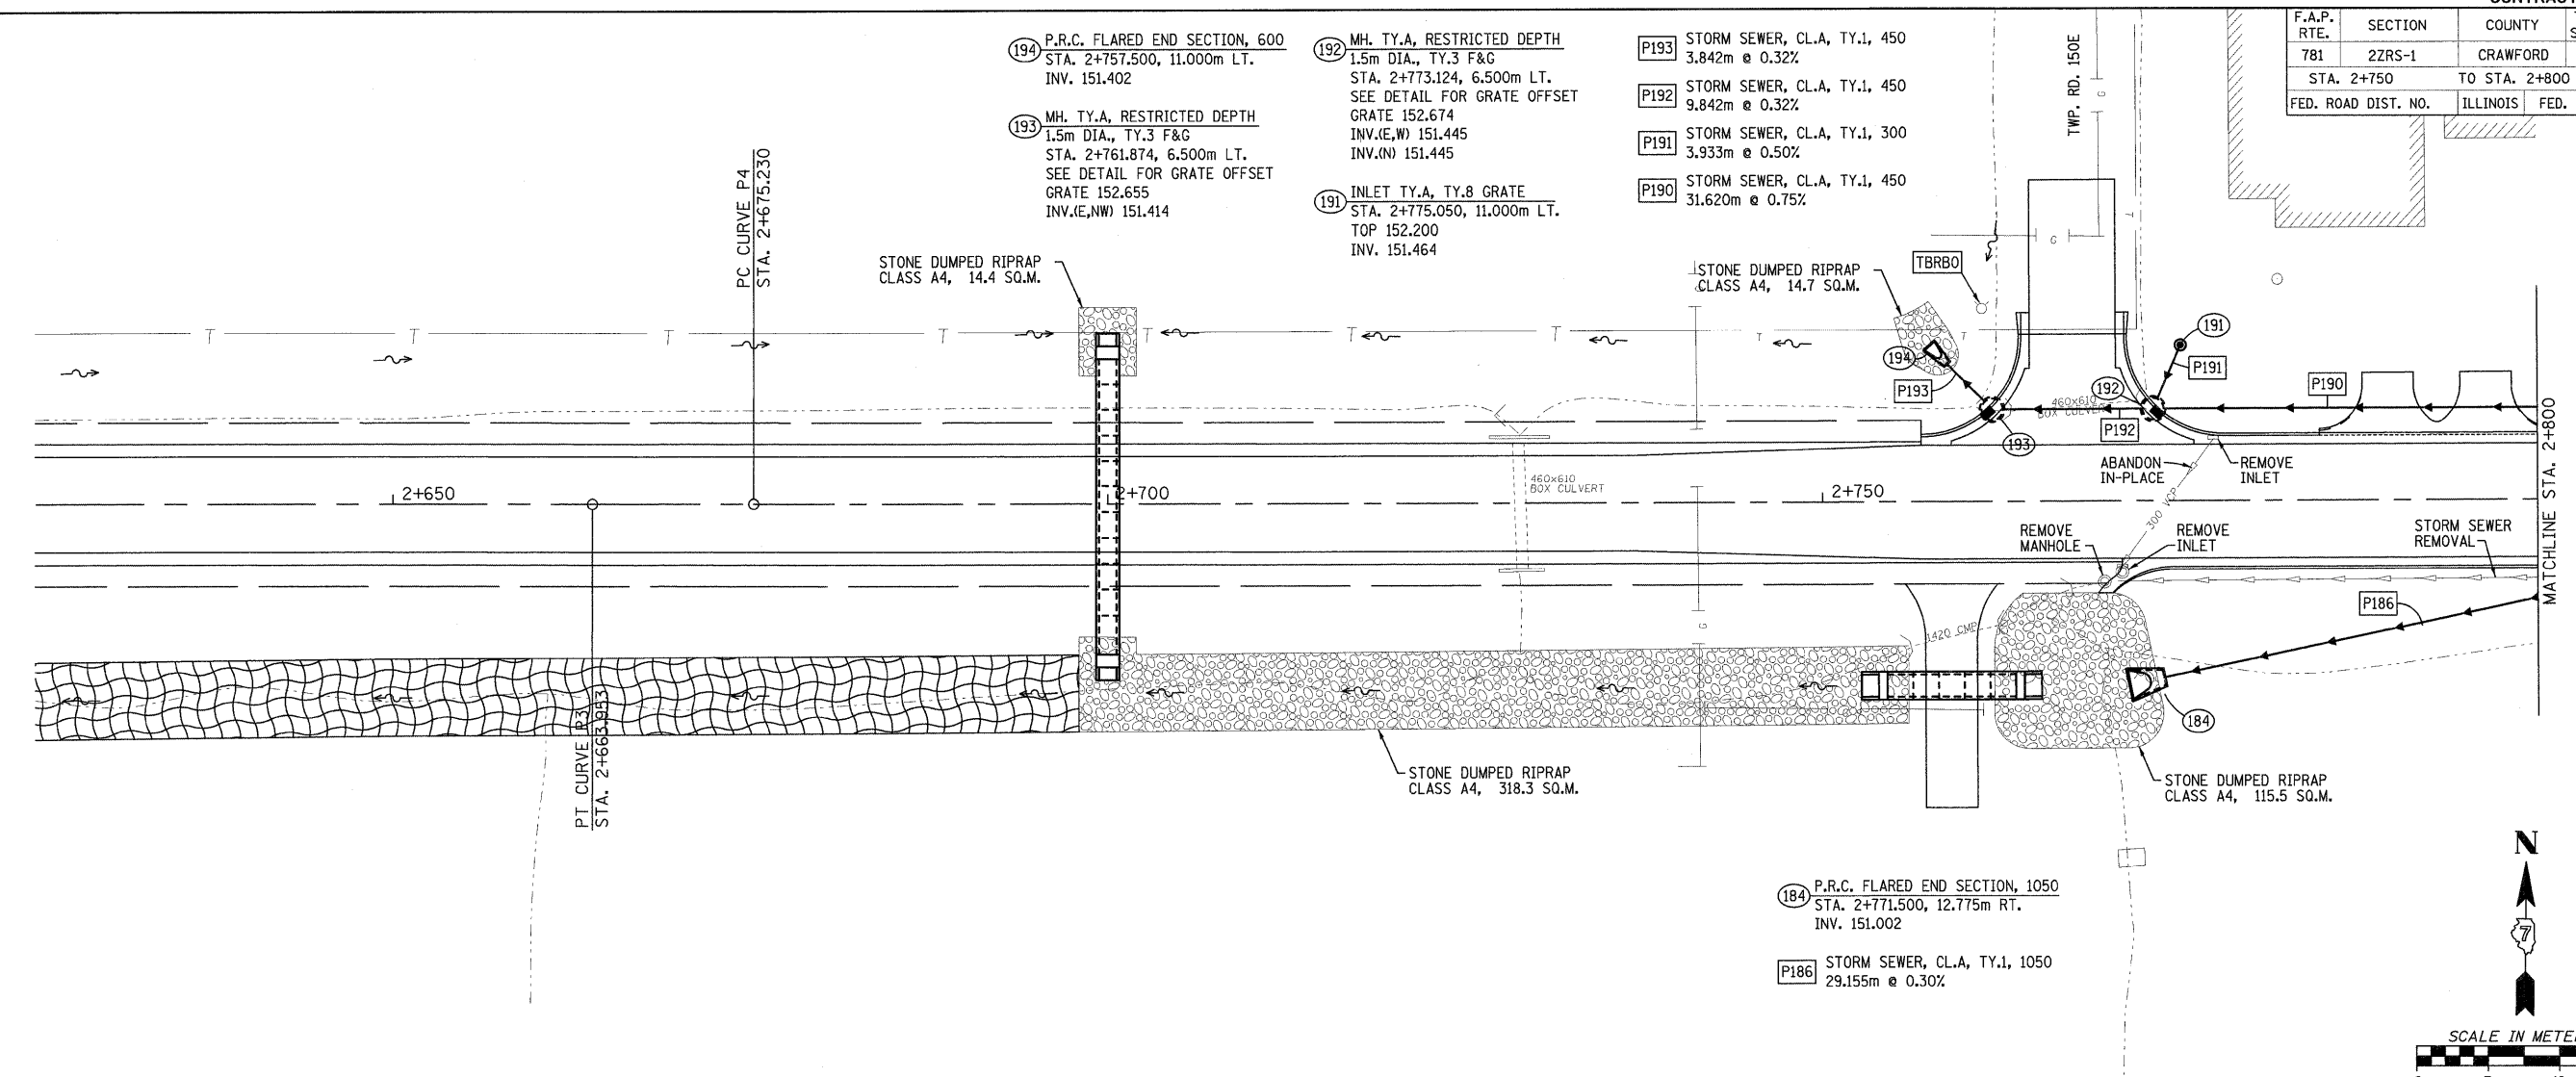 CONTRACT
F.A.P. RTE.
SECTION
COUNTY
781
2ZRS-1
CRAWFORD
STA. 2+750 TO STA. 2+800
FED. ROAD DIST. NO.
ILLINOIS
FED.
194 P.R.C. FLARED END SECTION, 600
STA. 2+757.500, 11.000m LT.
INV. 151.402
193 MH. TY.A, RESTRICTED DEPTH
1.5m DIA., TY.3 F&G
STA. 2+761.874, 6.500m LT.
SEE DETAIL FOR GRATE OFFSET
GRATE 152.655
INV.(E,NW) 151.414
192 MH. TY.A, RESTRICTED DEPTH
1.5m DIA., TY.3 F&G
STA. 2+773.124, 6.500m LT.
SEE DETAIL FOR GRATE OFFSET
GRATE 152.674
INV.(E,W) 151.445
INV.(N) 151.445
191 INLET TY.A, TY.8 GRATE
STA. 2+775.050, 11.000m LT.
TOP 152.200
INV. 151.464
P193 STORM SEWER, CL.A, TY.1, 450
3.842m @ 0.32%
P192 STORM SEWER, CL.A, TY.1, 450
9.842m @ 0.32%
P191 STORM SEWER, CL.A, TY.1, 300
3.933m @ 0.50%
P190 STORM SEWER, CL.A, TY.1, 450
31.620m @ 0.75%
TWP. RD. 150E
G
G
PC CURVE P4
STA. 2+675.230
STONE DUMPED RIPRAP
CLASS A4, 14.4 SQ.M.
STONE DUMPED RIPRAP
CLASS A4, 14.7 SQ.M.
TBRBO
T T T T T T T T T T
191
194
P193
P191
192
P190
460x610
BOX CULVERT
P192
193
ABANDON
IN-PLACE
REMOVE
INLET
2+650
2+700
2+750
460x610
BOX CULVERT
300 VCP
REMOVE
MANHOLE
REMOVE
INLET
STORM SEWER
REMOVAL
MATCHLINE STA. 2+800
P186
G
1420 CMP
184
PT CURVE P3
STA. 2+663.953
STONE DUMPED RIPRAP
CLASS A4, 318.3 SQ.M.
STONE DUMPED RIPRAP
CLASS A4, 115.5 SQ.M.
184 P.R.C. FLARED END SECTION, 1050
STA. 2+771.500, 12.775m RT.
INV. 151.002
P186 STORM SEWER, CL.A, TY.1, 1050
29.155m @ 0.30%
N
7
SCALE IN METE